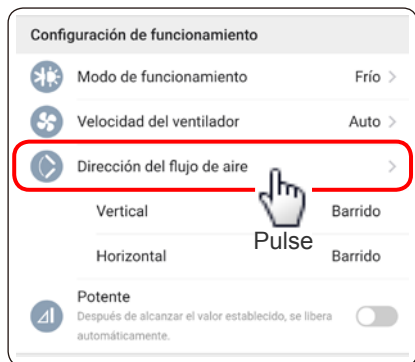 Configuración de funcionamiento
Modo de funcionamiento Frío >
Velocidad del ventilador Auto >
Dirección del flujo de aire >
Vertical Barrido
Pulse
Horizontal Barrido
Potente
Después de alcanzar el valor establecido, se libera
automáticamente.